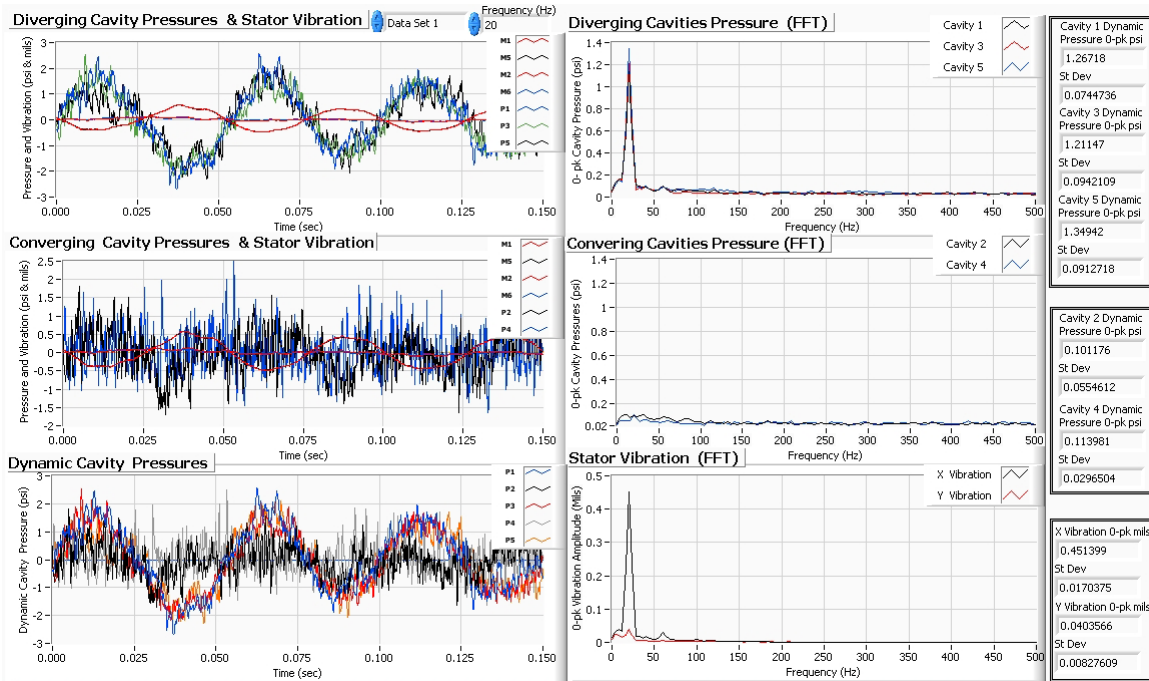 Diverging Cavity Pressures & Stator Vibration
Data Set 1
Frequency (Hz)
20
Pressure and Vibration (psi & mils)
3
2
1
0
-1
-2
-3
0.000 0.025 0.050 0.075 0.100 0.125 0.150
Time (sec)
M1
M5
M2
M6
P1
P3
P5
Diverging Cavities Pressure (FFT)
Cavity 1
Cavity 3
Cavity 5
0- pk Cavity Pressure (psi)
1.4
1.2
1
0.8
0.6
0.4
0.2
0
0 50 100 150 200 250 300 350 400 450 500
Frequency (Hz)
Cavity 1 Dynamic
Pressure 0-pk psi
1.26718
St Dev
0.0744736
Cavity 3 Dynamic
Pressure 0-pk psi
1.21147
St Dev
0.0942109
Cavity 5 Dynamic
Pressure 0-pk psi
1.34942
St Dev
0.0912718
Converging Cavity Pressures & Stator Vibration
Pressure and Vibration (psi & mils)
2.5
2
1.5
1
0.5
0
-0.5
-1
-1.5
-2
0.000 0.025 0.050 0.075 0.100 0.125 0.150
Time (sec)
M1
M5
M2
M6
P2
P4
Convering Cavities Pressure (FFT)
Cavity 2
Cavity 4
0-pk Cavity Pressures (psi)
1.4
1.2
1
0.8
0.4
0.2
0.02
0 50 100 150 200 250 300 350 400 450 500
Frequency (Hz)
Cavity 2 Dynamic
Pressure 0-pk psi
0.101176
St Dev
0.0554612
Cavity 4 Dynamic
Pressure 0-pk psi
0.113981
St Dev
0.0296504
Dynamic Cavity Pressures
Dynamic Cavity Pressure (psi)
3
2
1
0
-1
-2
-3
0.000 0.025 0.050 0.075 0.100 0.125 0.150
Time (sec)
P1
P2
P3
P4
P5
Stator Vibration (FFT)
X Vibration
Y Vibration
0-pk Vibration Amplitude (Mils)
0.5
0.4
0.3
0.2
0.1
0
0 50 100 150 200 250 300 350 400 450 500
Frequency (Hz)
X Vibration 0-pk mils
0.451399
St Dev
0.0170375
Y Vibration 0-pk mils
0.0403566
St Dev
0.00827609